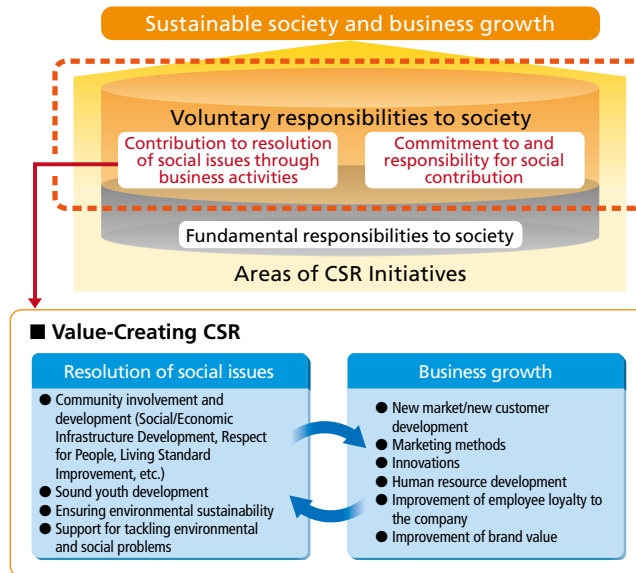 Sustainable society and business growth
Voluntary responsibilities to society
Contribution to resolution
of social issues through
business activities
Commitment to and
responsibility for social
contribution
Fundamental responsibilities to society
Areas of CSR Initiatives
■ Value-Creating CSR
Resolution of social issues
● Community involvement and
development (Social/Economic
Infrastructure Development, Respect
for People, Living Standard
Improvement, etc.)
● Sound youth development
● Ensuring environmental sustainability
● Support for tackling environmental
and social problems
Business growth
● New market/new customer
development
● Marketing methods
● Innovations
● Human resource development
● Improvement of employee loyalty to
the company
● Improvement of brand value